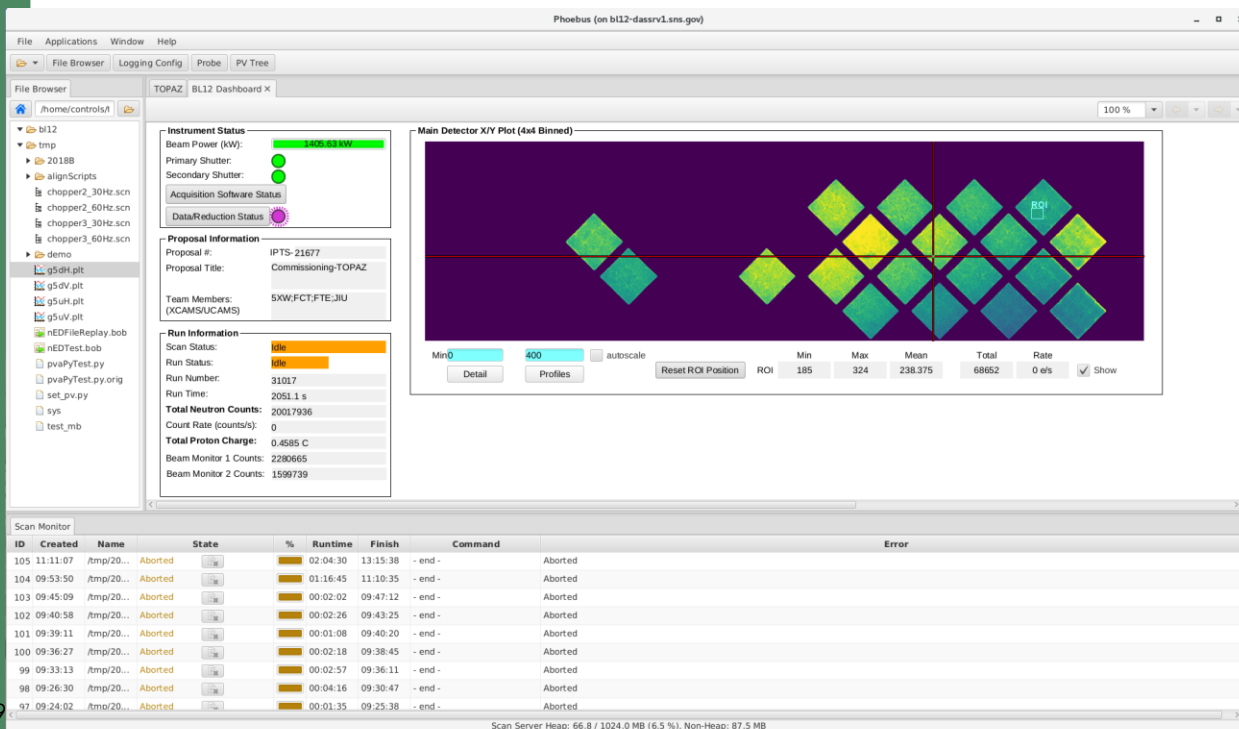 Phoebus (on bl12-dassrv1.sns.gov)
File Applications Window Help
File Browser Logging Config Probe PV Tree
File Browser
/home/controls/t
bl12
tmp
2018B
alignScripts
chopper2_30Hz.scn
chopper2_60Hz.scn
chopper3_30Hz.scn
chopper3_60Hz.scn
demo
g5dH.plt
g5dV.plt
g5uH.plt
g5uV.plt
nEDFileReplay.bob
nEDTest.bob
pvaPyTest.py
pvaPyTest.py.orig
set_pv.py
sys
test_mb
TOPAZ BL12 Dashboard ×
100 %
Instrument Status
Beam Power (kW): 1405.63 kW
Primary Shutter:
Secondary Shutter:
Acquisition Software Status
Data/Reduction Status
Proposal Information
Proposal #: IPTS-21677
Proposal Title: Commissioning-TOPAZ
Team Members: 5XW;FCT;FTE;JIU
(XCAMS/UCAMS)
Run Information
Scan Status: Idle
Run Status: Idle
Run Number: 31017
Run Time: 2051.1 s
Total Neutron Counts: 20017936
Count Rate (counts/s): 0
Total Proton Charge: 0.4585 C
Beam Monitor 1 Counts: 2280665
Beam Monitor 2 Counts: 1599739
Main Detector X/Y Plot (4x4 Binned)
ROI
Min 0 400 autoscale
Detail Profiles
Reset ROI Position
Min Max Mean Total Rate
ROI 185 324 238.375 68652 0 e/s Show
Scan Monitor
ID Created Name State % Runtime Finish Command Error
105 11:11:07 /tmp/20... Aborted 02:04:30 13:15:38 - end - Aborted
104 09:53:50 /tmp/20... Aborted 01:16:45 11:10:35 - end - Aborted
103 09:45:09 /tmp/20... Aborted 00:02:02 09:47:12 - end - Aborted
102 09:40:58 /tmp/20... Aborted 00:02:26 09:43:25 - end - Aborted
101 09:39:11 /tmp/20... Aborted 00:01:08 09:40:20 - end - Aborted
100 09:36:27 /tmp/20... Aborted 00:02:18 09:38:45 - end - Aborted
99 09:33:13 /tmp/20... Aborted 00:02:57 09:36:11 - end - Aborted
98 09:26:30 /tmp/20... Aborted 00:04:16 09:30:47 - end - Aborted
97 09:24:02 /tmp/20... Aborted 00:01:35 09:25:38 - end - Aborted
9
Scan Server Heap: 66.8 / 1024.0 MB (6.5 %), Non-Heap: 87.5 MB